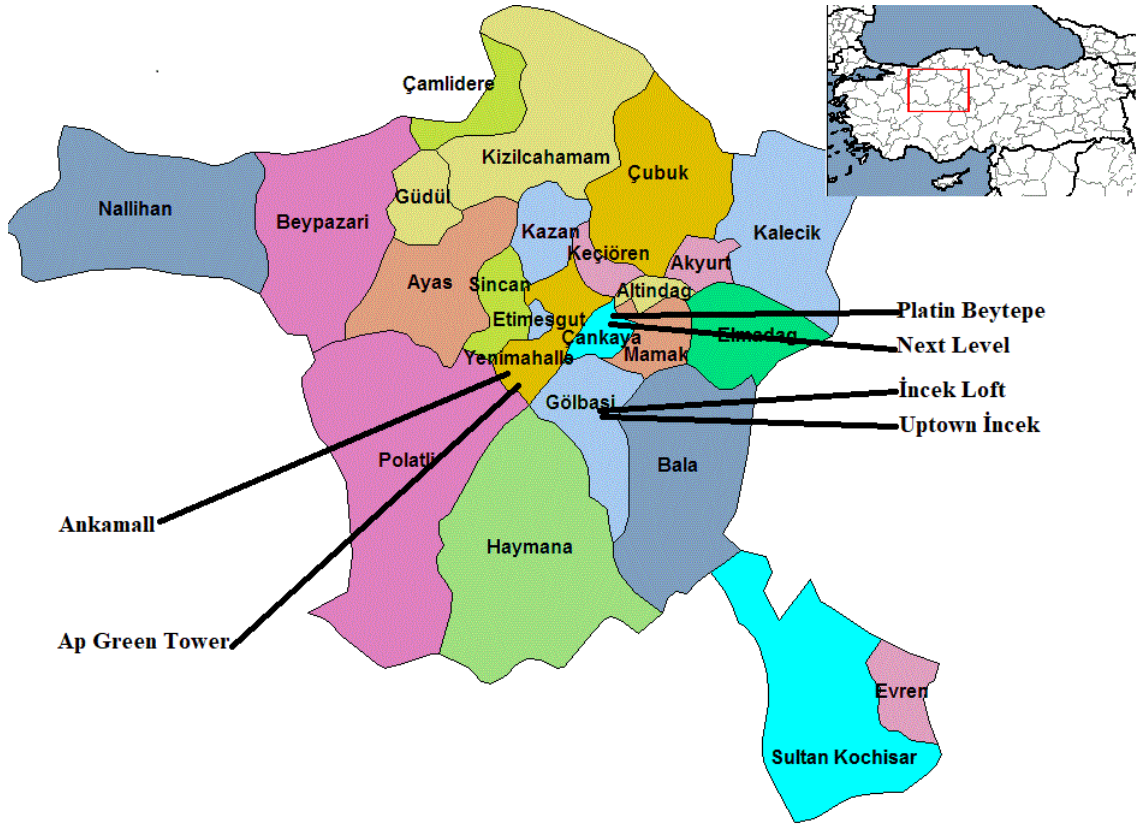 Çamlidere
Kizilcahamam
Çubuk
Güdül
Nallihan
Beypazari
Kazan
Kalecik
Keçiören
Akyurt
Ayas
Sincan
Altindag
Etimesgut
Platin Beytepe
Çankaya
Elmadag
Next Level
Yenimahalle
Mamak
İncek Loft
Gölbasi
Uptown İncek
Polatli
Bala
Ankamall
Haymana
Ap Green Tower
Evren
Sultan Kochisar